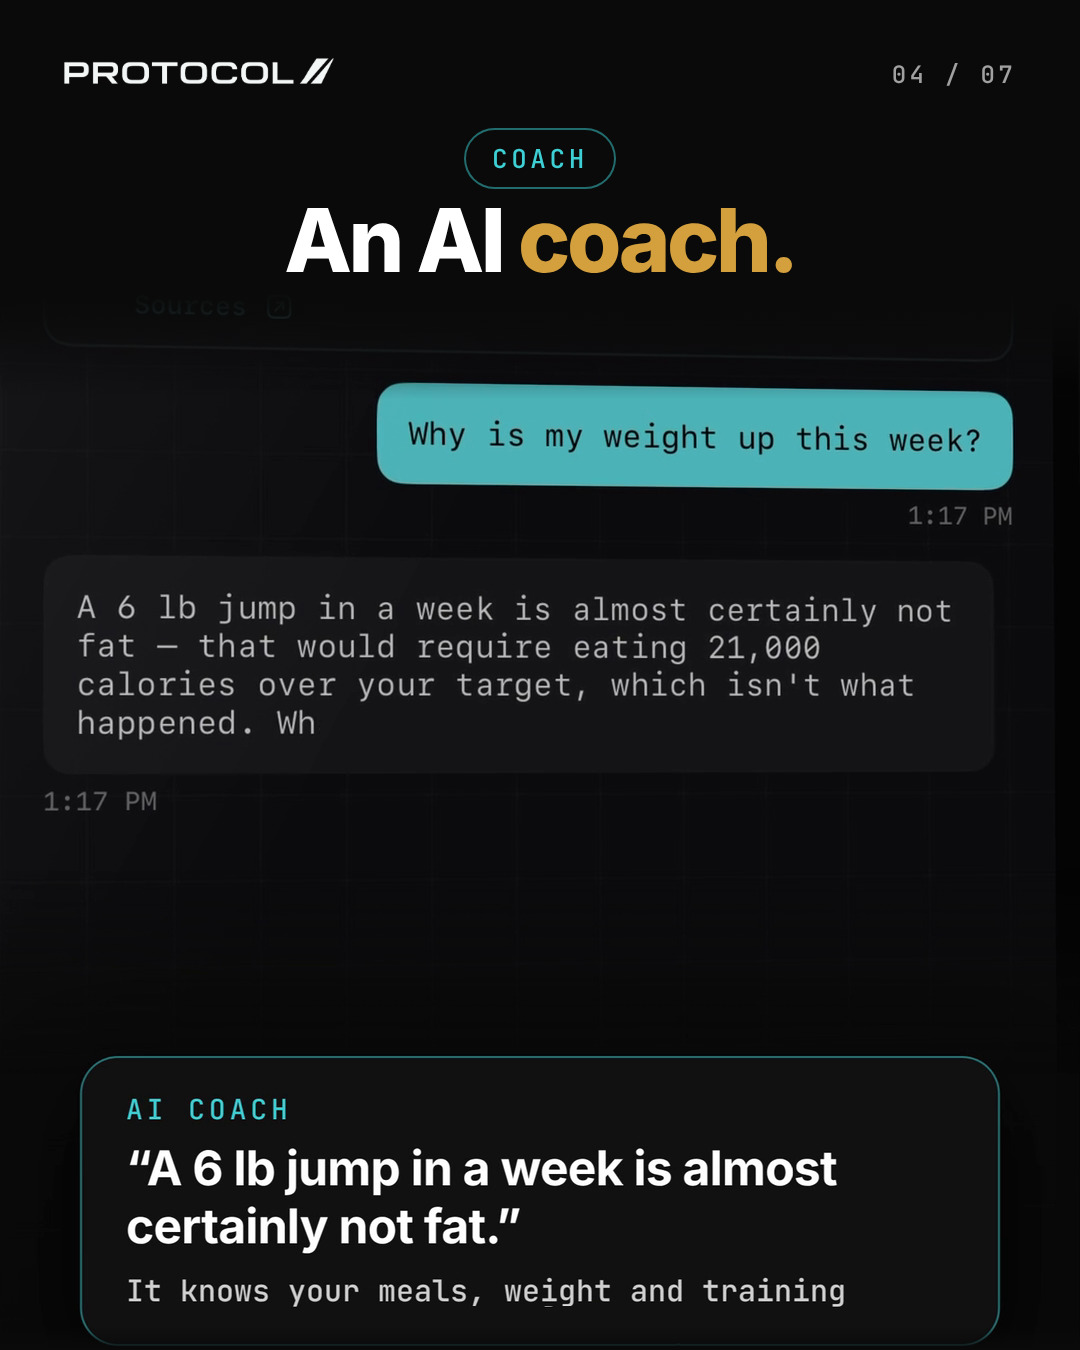 PROTOCOL
04 / 07
COACH
An AI coach.
Sources
Why is my weight up this week?
1:17 PM
A 6 lb jump in a week is almost certainly not
fat — that would require eating 21,000
calories over your target, which isn't what
happened. Wh
1:17 PM
AI COACH
“A 6 lb jump in a week is almost
certainly not fat.”
It knows your meals, weight and training